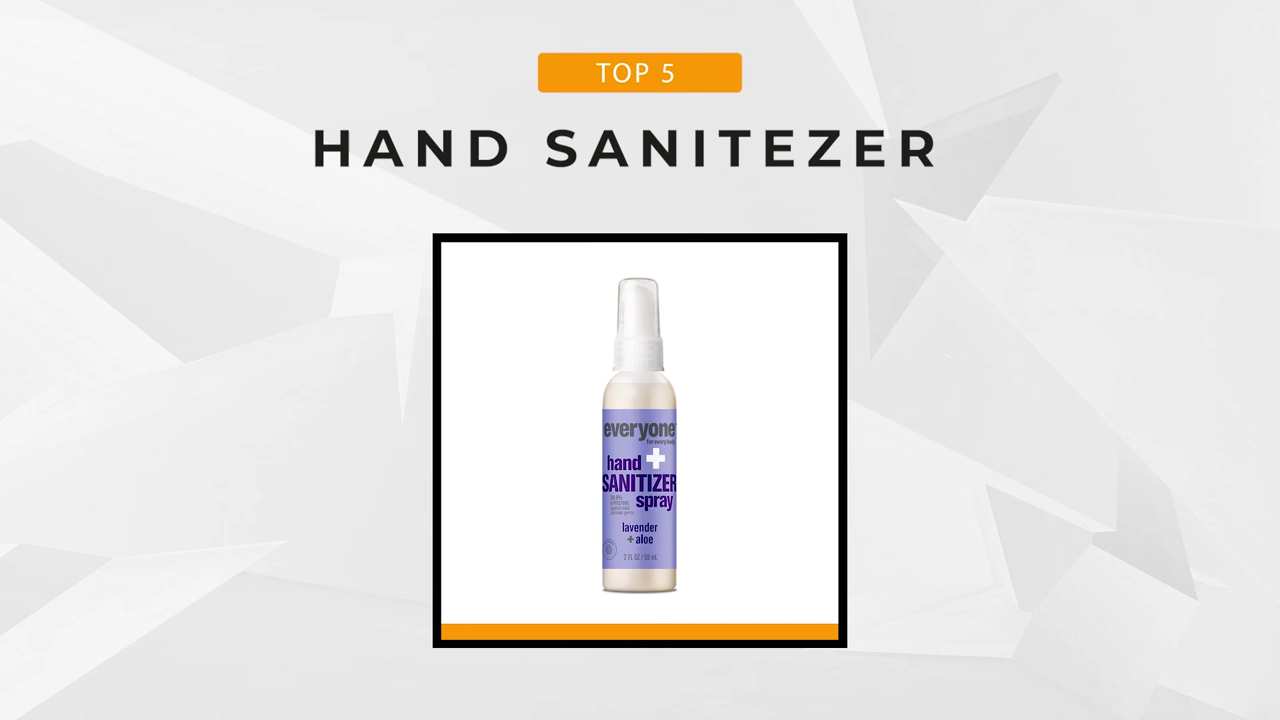 TOP 5
HAND SANITEZER
everyone
for every body
hand
SANITIZER
spray
lavender
+ aloe
2 FL OZ / 59 mL